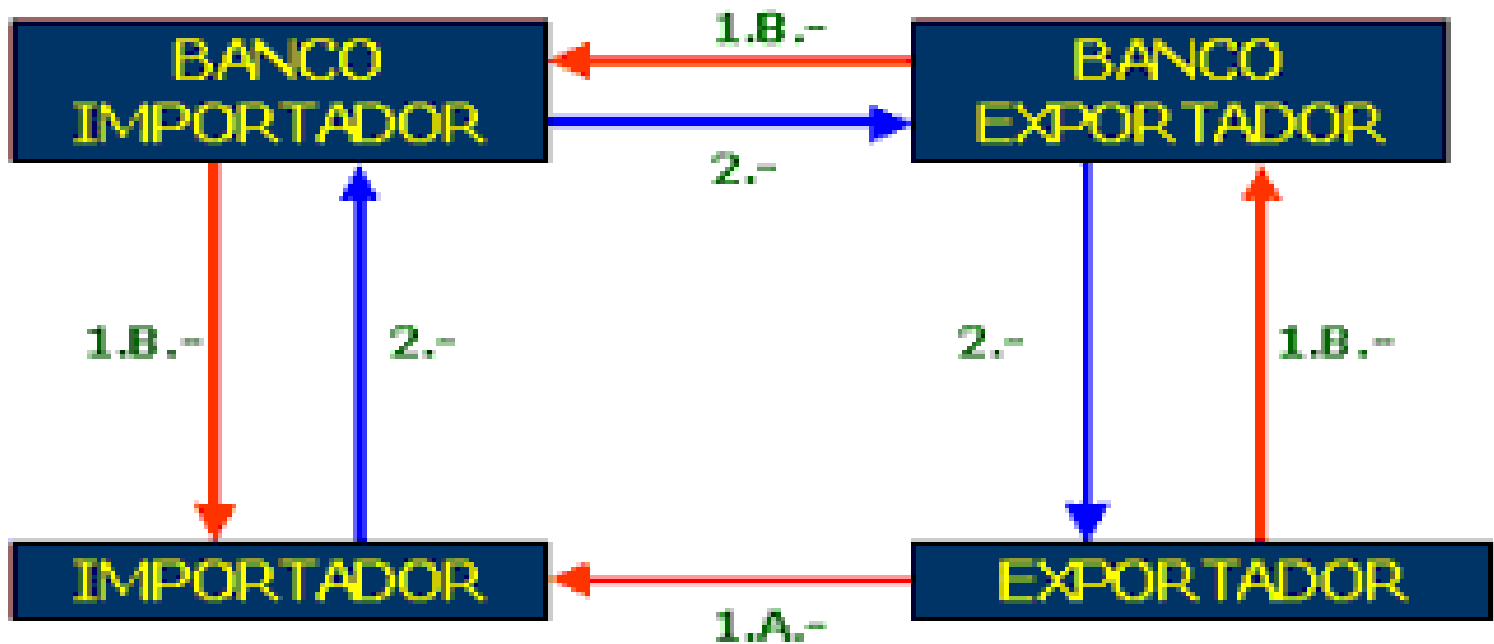 1.B.-
BANCO
IMPORTADOR
BANCO
EXPORTADOR
2.-
1.B.-
2.-
2.-
1.B.-
IMPORTADOR
EXPORTADOR
1.A.-